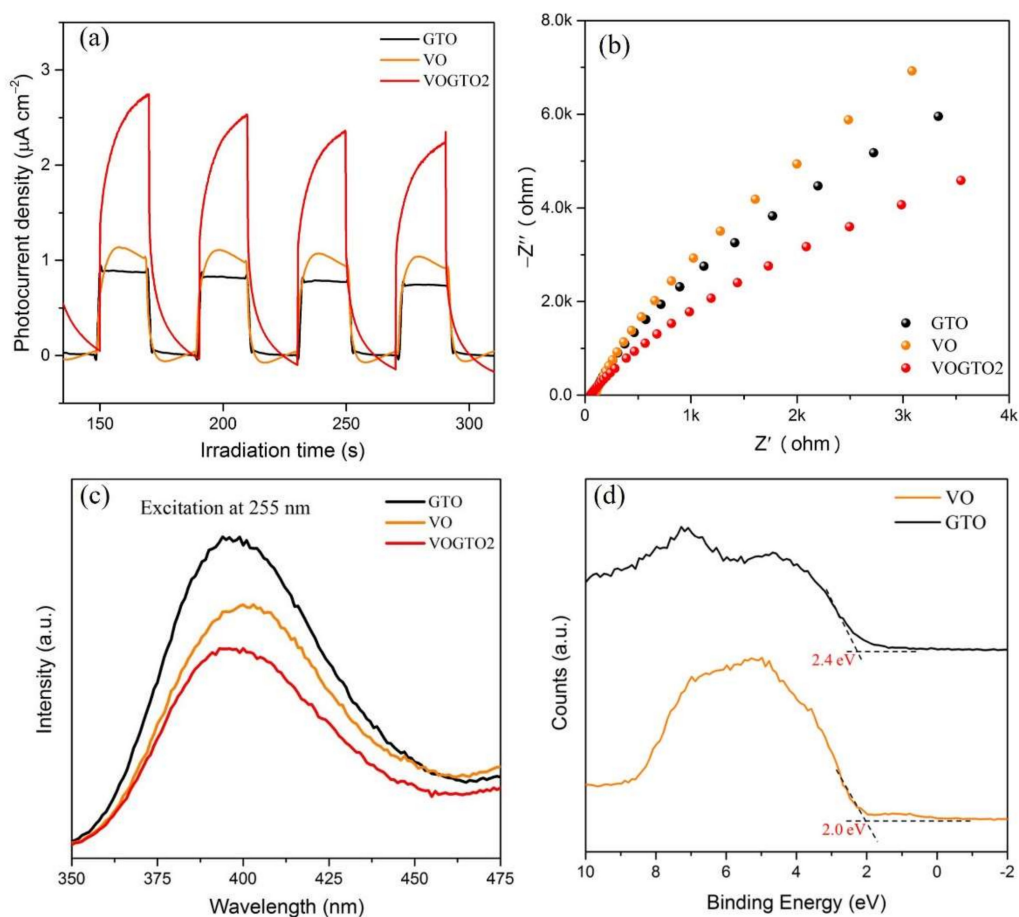 (a)
GTO
VO
VOGTO2
Photocurrent density (μA cm⁻²)
3
2
1
0
150 200 250 300
Irradiation time (s)
(b)
8.0k
6.0k
4.0k
2.0k
0.0
−Z″ ( ohm )
GTO
VO
VOGTO2
0 1k 2k 3k 4k
Z′ ( ohm )
(c)
Excitation at 255 nm
GTO
VO
VOGTO2
Intensity (a.u.)
350 375 400 425 450 475
Wavelength (nm)
(d)
VO
GTO
Counts (a.u.)
2.4 eV
2.0 eV
10 8 6 4 2 0 -2
Binding Energy (eV)